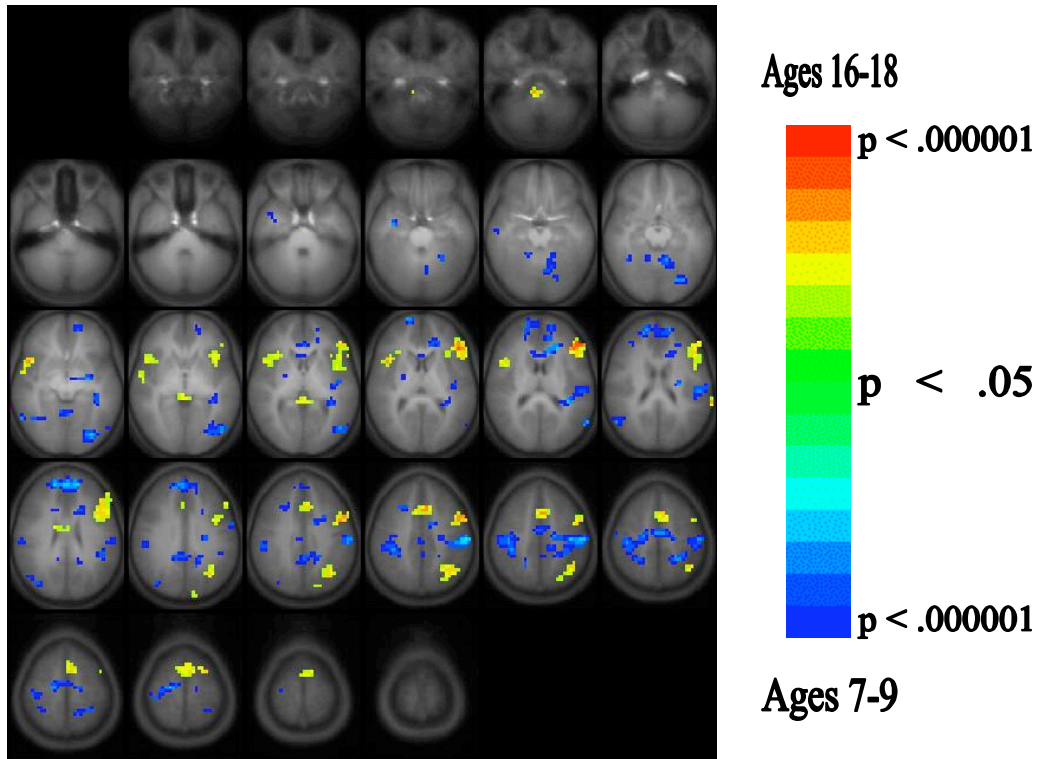 Ages 16-18
p < .000001
p < .05
p < .000001
Ages 7-9